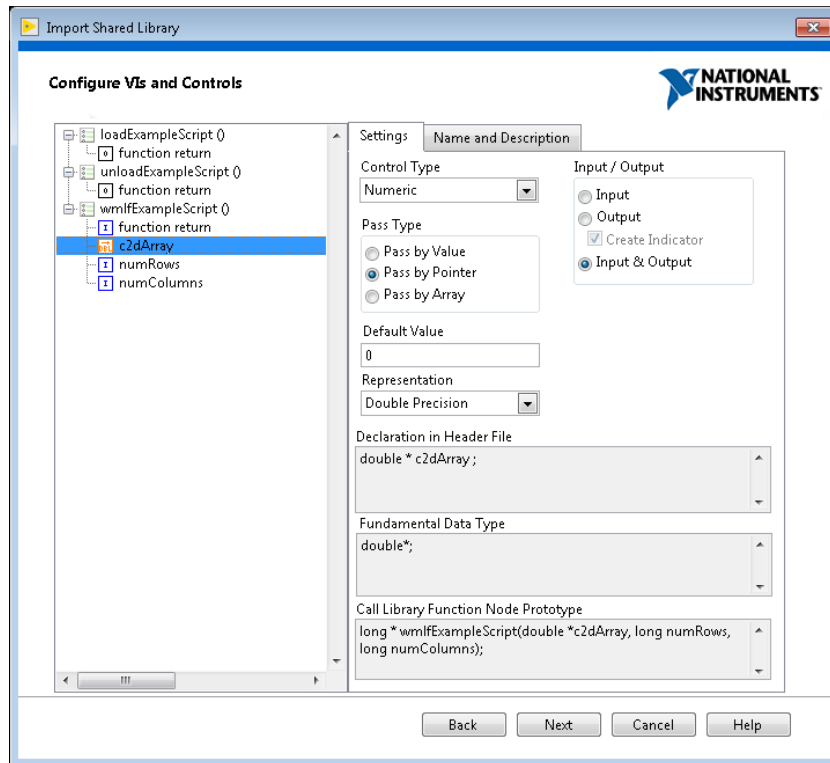 Import Shared Library
Configure VIs and Controls
NATIONAL
INSTRUMENTS
loadExampleScript ()
function return
unloadExampleScript ()
function return
wmlfExampleScript ()
function return
c2dArray
numRows
numColumns
Settings
Name and Description
Control Type
Numeric
Pass Type
Pass by Value
Pass by Pointer
Pass by Array
Input / Output
Input
Output
Create Indicator
Input & Output
Default Value
0
Representation
Double Precision
Declaration in Header File
double * c2dArray ;
Fundamental Data Type
double*;
Call Library Function Node Prototype
long * wmlfExampleScript(double *c2dArray, long numRows,
long numColumns);
Back
Next
Cancel
Help